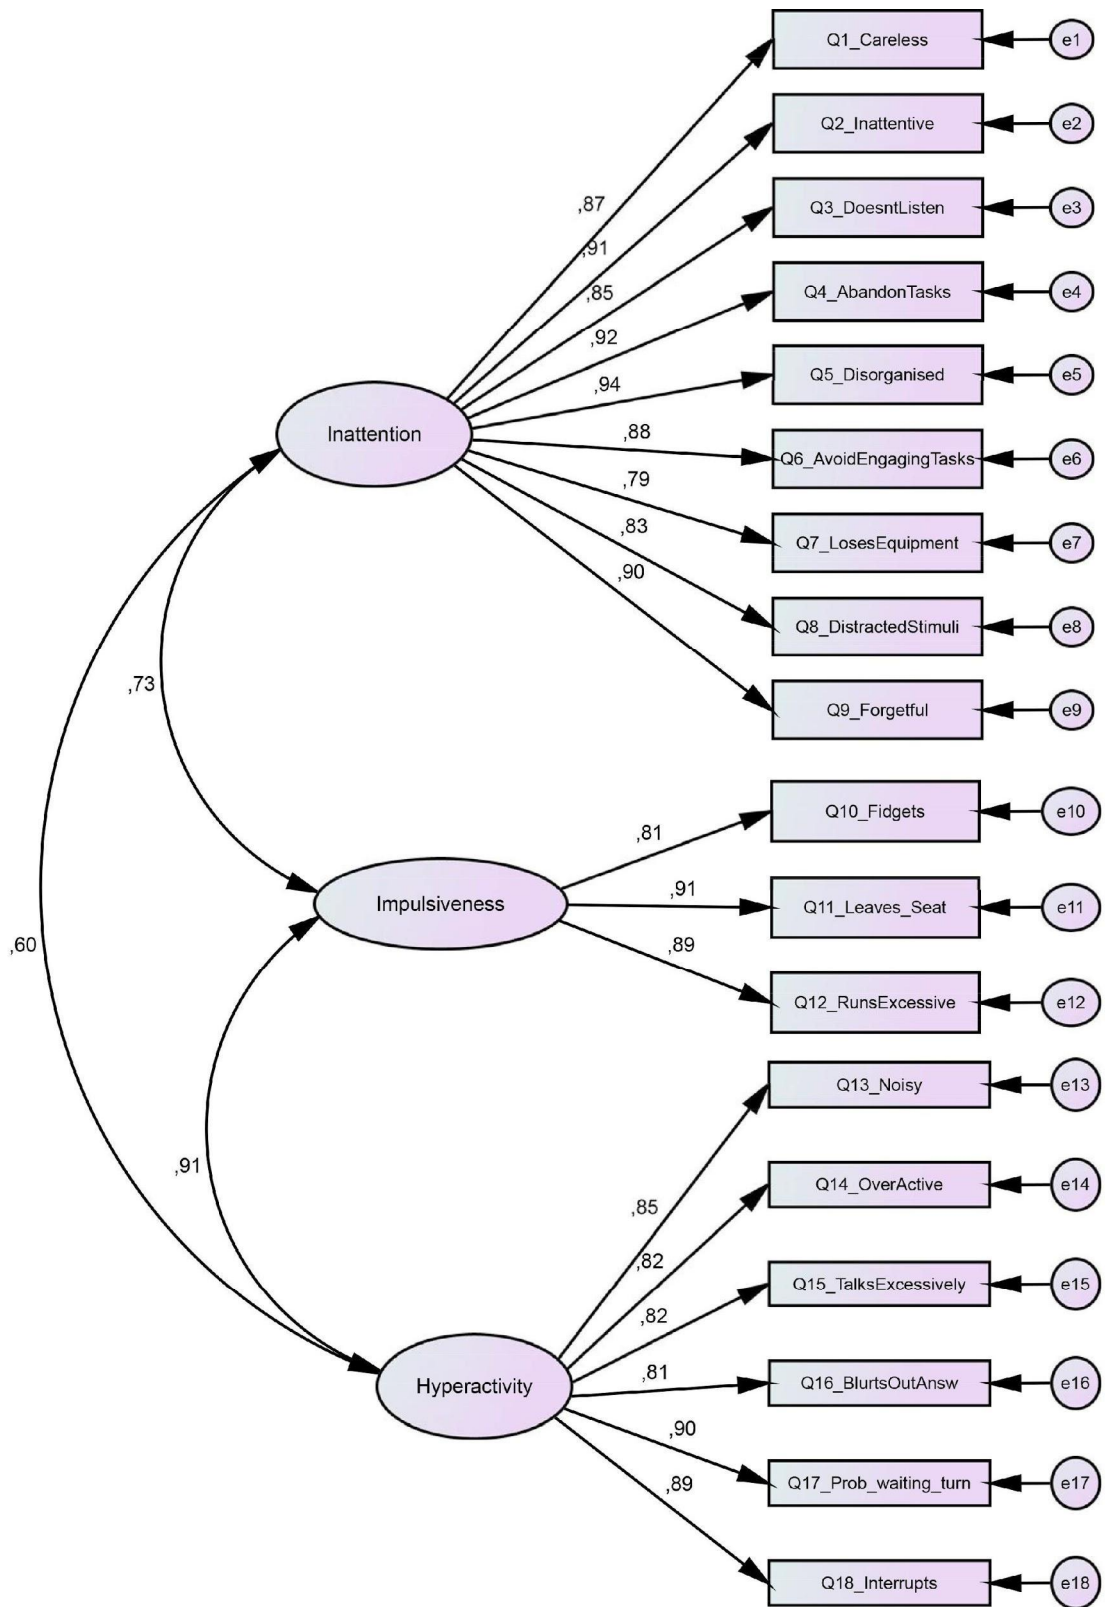 Q1_Careless
e1
Q2_Inattentive
e2
,87
Q3_DoesntListen
e3
,91
,85
Q4_AbandonTasks
e4
,92
,94
Q5_Disorganised
e5
Inattention
,88
Q6_AvoidEngagingTasks
e6
,79
,83
Q7_LosesEquipment
e7
,90
Q8_DistractedStimuli
e8
,73
Q9_Forgetful
e9
,81
Q10_Fidgets
e10
Impulsiveness
,91
Q11_Leaves_Seat
e11
,60
,89
Q12_RunsExcessive
e12
Q13_Noisy
e13
,91
Q14_OverActive
e14
,85
,82
Q15_TalksExcessively
e15
,82
Hyperactivity
,81
Q16_BlurtsOutAnsw
e16
,90
Q17_Prob_waiting_turn
e17
,89
Q18_Interrupts
e18